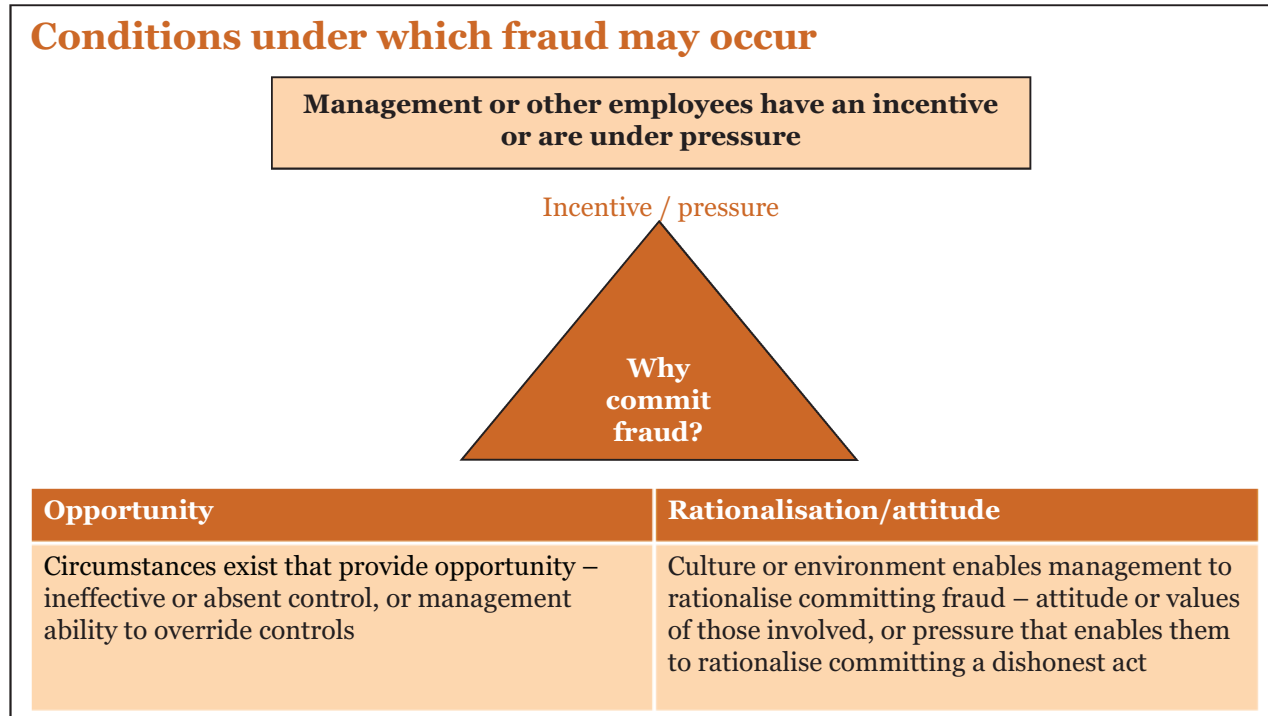 Conditions under which fraud may occur
Management or other employees have an incentive
or are under pressure
Incentive / pressure
Why
commit
fraud?
Opportunity
Circumstances exist that provide opportunity –
ineffective or absent control, or management
ability to override controls
Rationalisation/attitude
Culture or environment enables management to
rationalise committing fraud – attitude or values
of those involved, or pressure that enables them
to rationalise committing a dishonest act